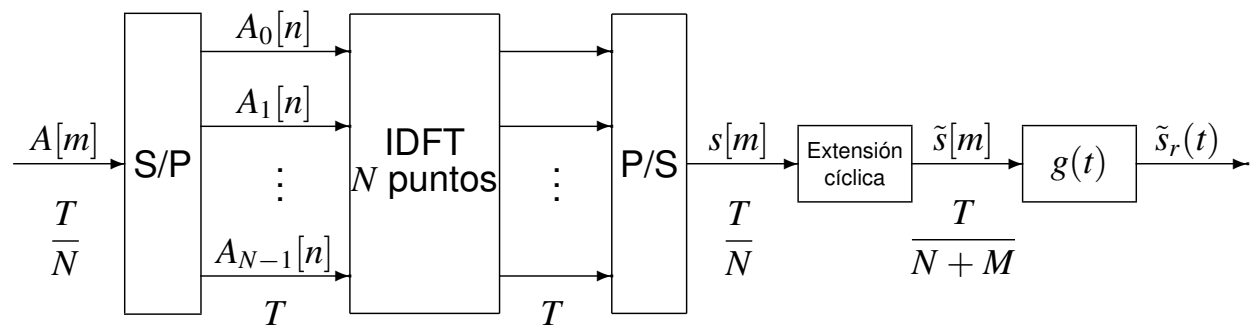 A[m]
T/N
S/P
A_0[n]
A_1[n]
⋮
A_{N−1}[n]
T
IDFT
N puntos
⋮
T
P/S
s[m]
T/N
Extensión
cíclica
s̃[m]
T/(N + M)
g(t)
s̃_r(t)